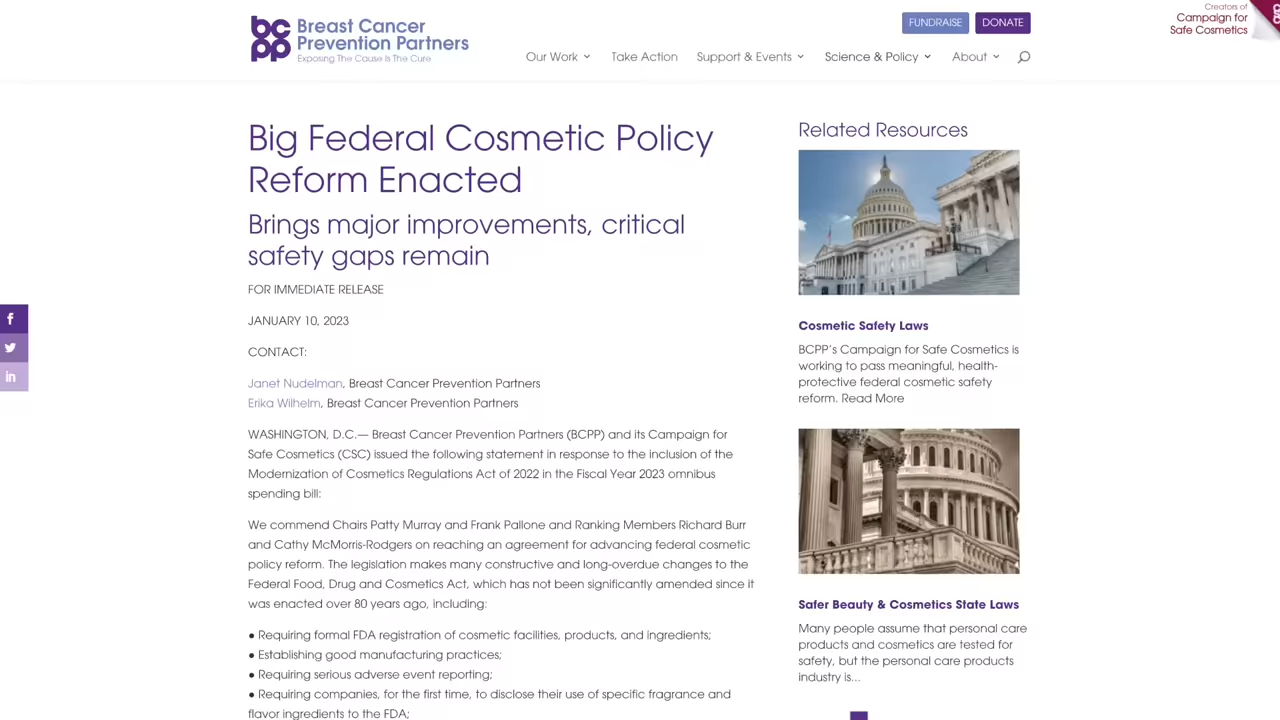 bc
pp
Breast Cancer
Prevention Partners
Exposing The Cause Is The Cure
FUNDRAISE
DONATE
Creators of
Campaign for
Safe Cosmetics
Our Work
Take Action
Support & Events
Science & Policy
About
Big Federal Cosmetic Policy
Reform Enacted
Brings major improvements, critical
safety gaps remain
FOR IMMEDIATE RELEASE
JANUARY 10, 2023
CONTACT:
Janet Nudelman, Breast Cancer Prevention Partners
Erika Wilhelm, Breast Cancer Prevention Partners
WASHINGTON, D.C.— Breast Cancer Prevention Partners (BCPP) and its Campaign for
Safe Cosmetics (CSC) issued the following statement in response to the inclusion of the
Modernization of Cosmetics Regulations Act of 2022 in the Fiscal Year 2023 omnibus
spending bill:
We commend Chairs Patty Murray and Frank Pallone and Ranking Members Richard Burr
and Cathy McMorris-Rodgers on reaching an agreement for advancing federal cosmetic
policy reform. The legislation makes many constructive and long-overdue changes to the
Federal Food, Drug and Cosmetics Act, which has not been significantly amended since it
was enacted over 80 years ago, including:
● Requiring formal FDA registration of cosmetic facilities, products, and ingredients;
● Establishing good manufacturing practices;
● Requiring serious adverse event reporting;
● Requiring companies, for the first time, to disclose their use of specific fragrance and
flavor ingredients to the FDA;
Related Resources
Cosmetic Safety Laws
BCPP's Campaign for Safe Cosmetics is
working to pass meaningful, health-
protective federal cosmetic safety
reform. Read More
Safer Beauty & Cosmetics State Laws
Many people assume that personal care
products and cosmetics are tested for
safety, but the personal care products
industry is...